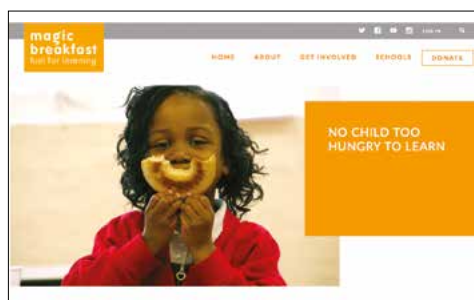 magic
breakfast
fuel for learning
LOG IN
HOME ABOUT GET INVOLVED SCHOOLS DONATE
NO CHILD TOO
HUNGRY TO LEARN